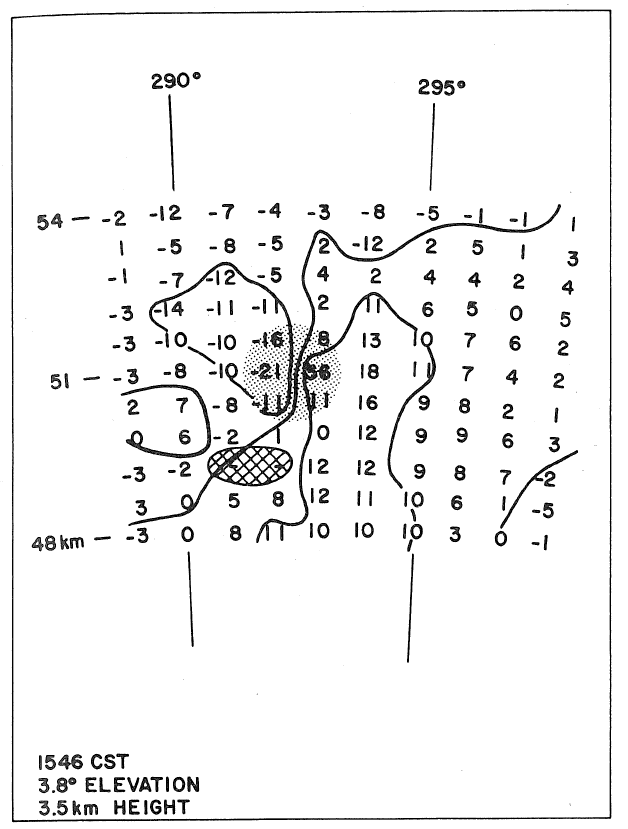 290° 295°
54 — -2 -12 -7 -4 -3 -8 -5 -1 -1 1
1 -5 -8 -5 2 -12 2 5 1 3
-1 -7 -12 -5 4 2 4 4 2 4
-3 -14 -11 -11 2 11 6 5 0 5
-3 -10 -10 -16 8 13 10 7 6 2
51 — -3 -8 -10 -21 36 18 11 7 4 2
2 7 -8 -11 11 16 9 8 2 1
0 6 -2 1 0 12 9 9 6 3
-3 -2 - - 12 12 9 8 7 -2
3 0 5 8 12 11 10 6 1 -5
48km — -3 0 8 11 10 10 10 3 0 -1
1546 CST
3.8° ELEVATION
3.5km HEIGHT